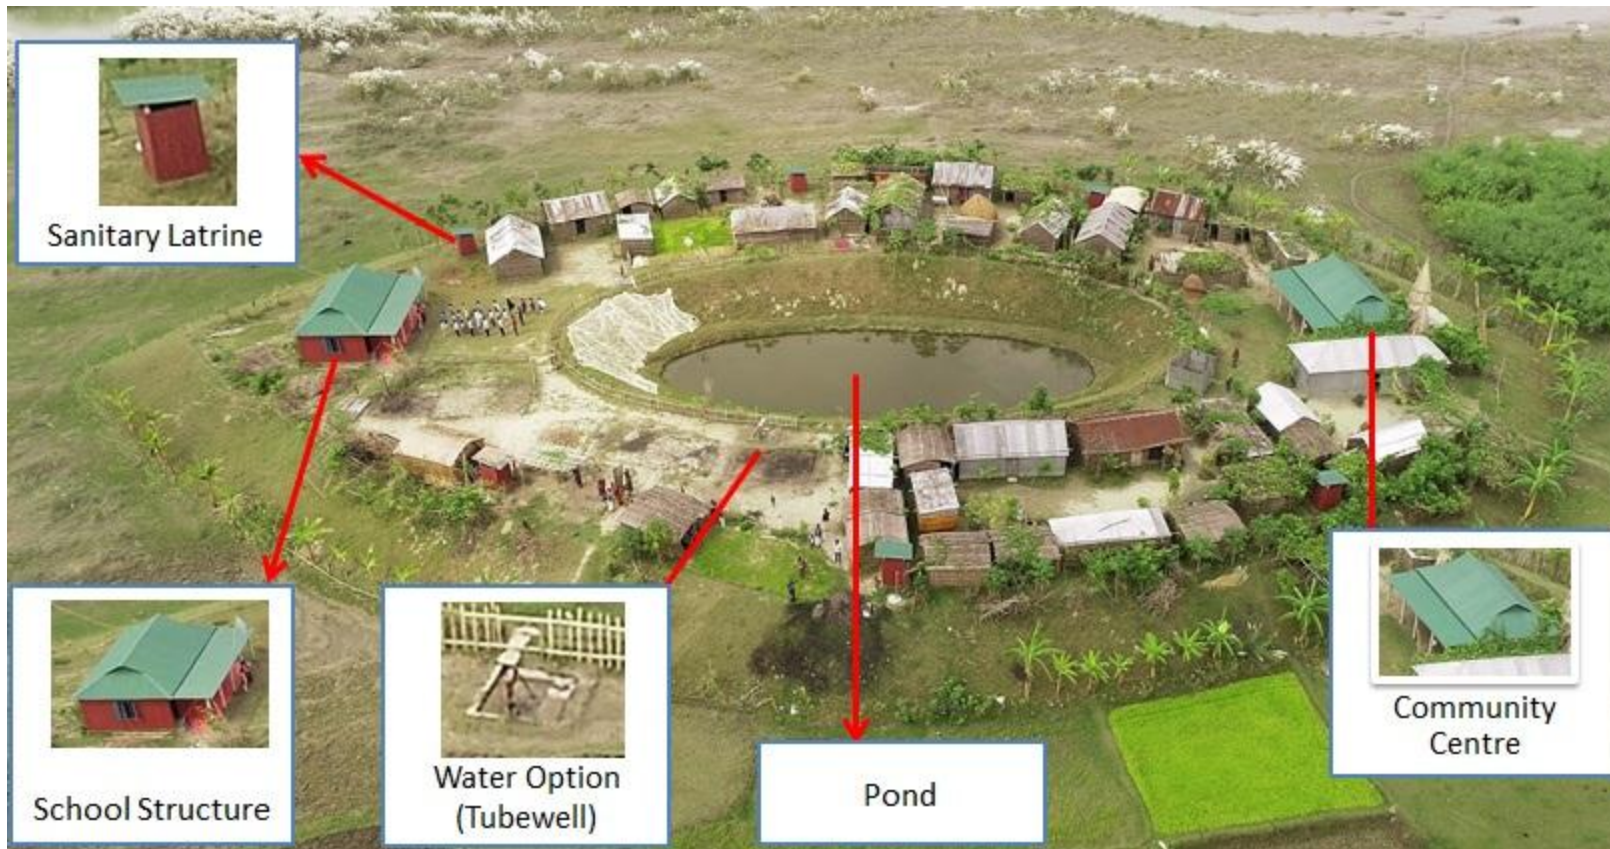 Sanitary Latrine
School Structure
Water Option
(Tubewell)
Pond
Community
Centre